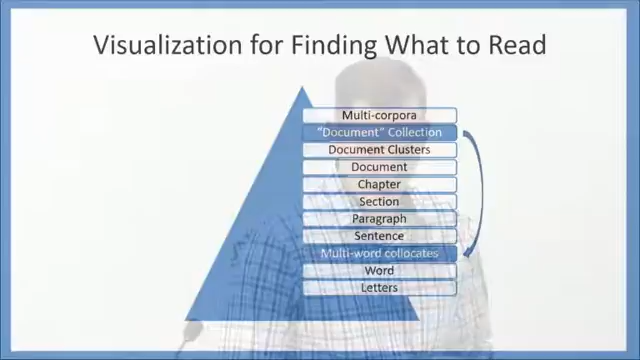 Visualization for Finding What to Read
Multi-corpora
“Document” Collection
Document Clusters
Document
Chapter
Section
Paragraph
Sentence
Multi-word collocates
Word
Letters